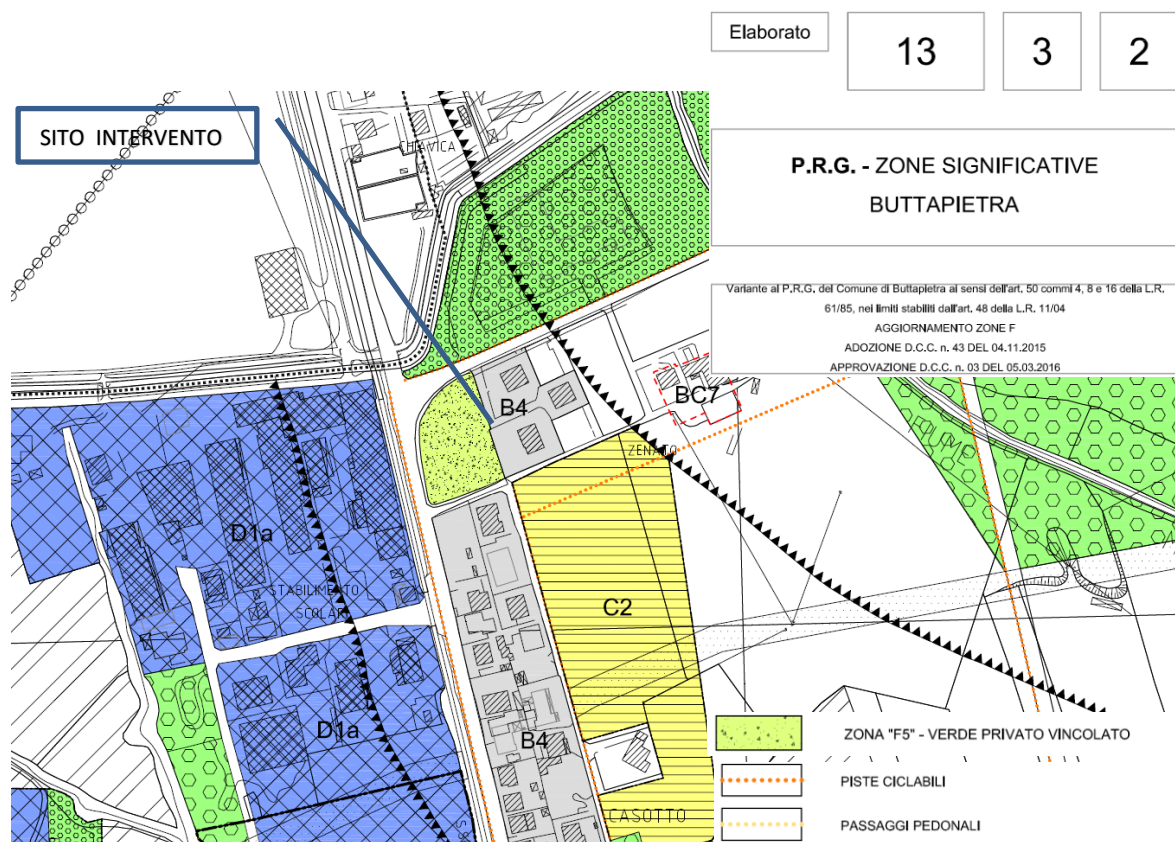 Elaborato
13
3
2
SITO INTERVENTO
P.R.G. - ZONE SIGNIFICATIVE
BUTTAPIETRA
Variante al P.R.G. del Comune di Buttapietra ai sensi dell'art. 50 commi 4, 8 e 16 della L.R.
61/85, nei limiti stabiliti dall'art. 48 della L.R. 11/04
AGGIORNAMENTO ZONE F
ADOZIONE D.C.C. n. 43 DEL 04.11.2015
APPROVAZIONE D.C.C. n. 03 DEL 05.03.2016
CHIAVICA
B4
BC7
ZENATO
FIUME
D1a
STABILIMENTO
SCOLARI
C2
D1a
B4
CASOTTO
ZONA "F5" - VERDE PRIVATO VINCOLATO
PISTE CICLABILI
PASSAGGI PEDONALI